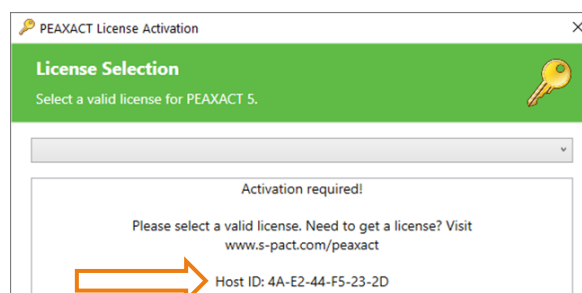 PEAXACT License Activation
License Selection
Select a valid license for PEAXACT 5.
Activation required!
Please select a valid license. Need to get a license? Visit
www.s-pact.com/peaxact
Host ID: 4A-E2-44-F5-23-2D